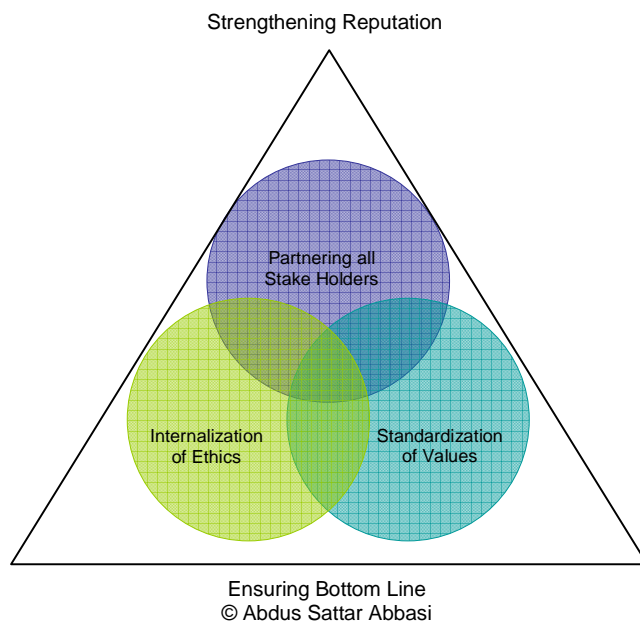 Strengthening Reputation
Partnering all
Stake Holders
Internalization
of Ethics
Standardization
of Values
Ensuring Bottom Line
© Abdus Sattar Abbasi